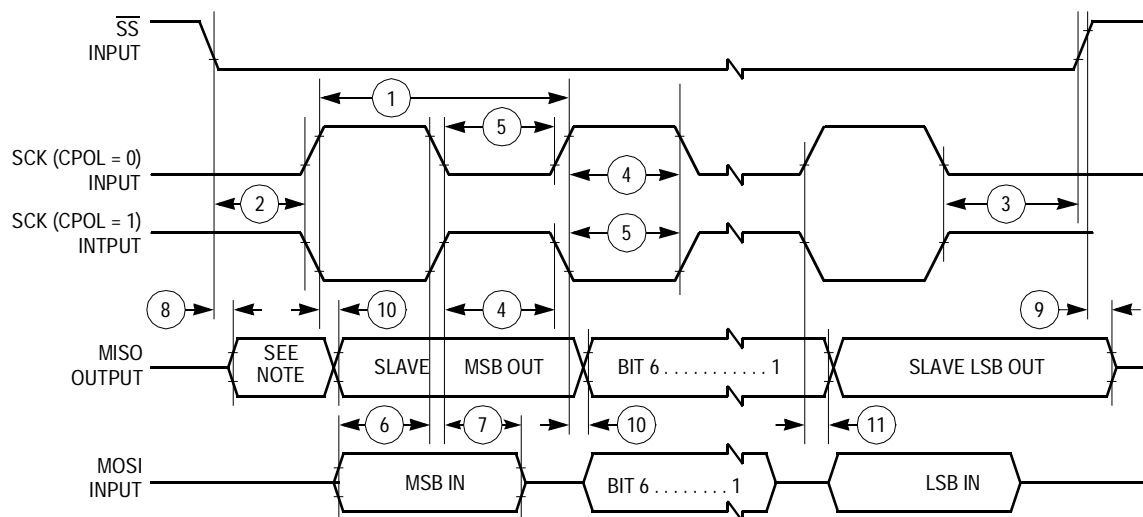 SS
INPUT
1
5
SCK (CPOL = 0)
INPUT
4
2
3
SCK (CPOL = 1)
INTPUT
5
8
10
4
9
MISO
OUTPUT
SEE
NOTE
SLAVE
MSB OUT
BIT 6 . . . . . . . . . . . 1
SLAVE LSB OUT
6
7
10
11
MOSI
INPUT
MSB IN
BIT 6 . . . . . . . . 1
LSB IN